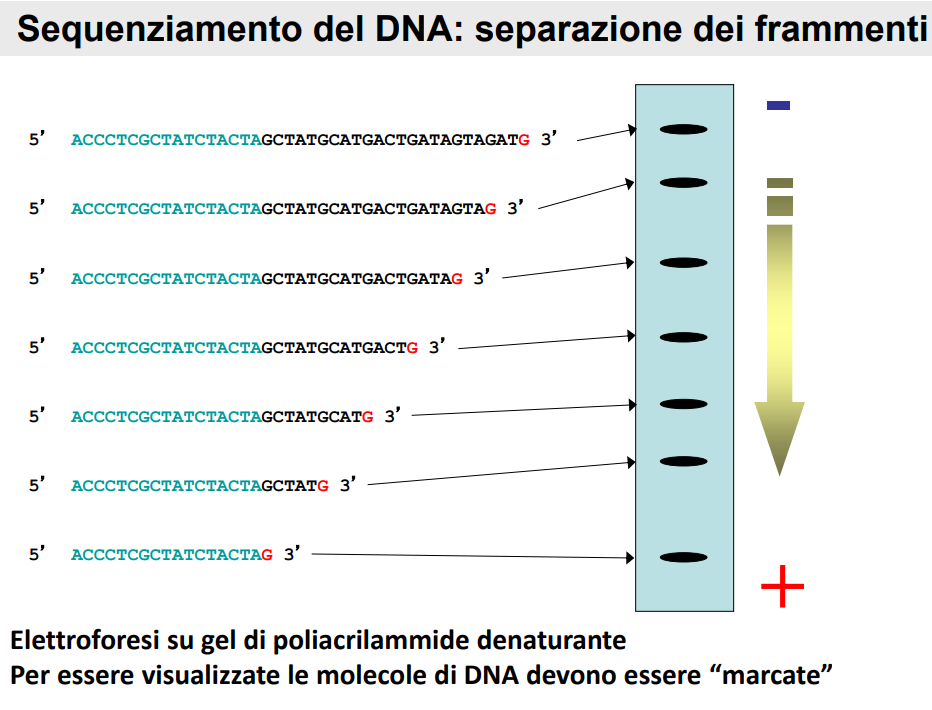 Sequenziamento del DNA: separazione dei frammenti
5’ ACCCTCGCTATCTACTAGCTATGCATGACTGATAGTAGATG 3’
5’ ACCCTCGCTATCTACTAGCTATGCATGACTGATAGTAG 3’
5’ ACCCTCGCTATCTACTAGCTATGCATGACTGATAG 3’
5’ ACCCTCGCTATCTACTAGCTATGCATGACTG 3’
5’ ACCCTCGCTATCTACTAGCTATGCATG 3’
5’ ACCCTCGCTATCTACTAGCTATG 3’
5’ ACCCTCGCTATCTACTAG 3’
-
+
Elettroforesi su gel di poliacrilammide denaturante
Per essere visualizzate le molecole di DNA devono essere “marcate”